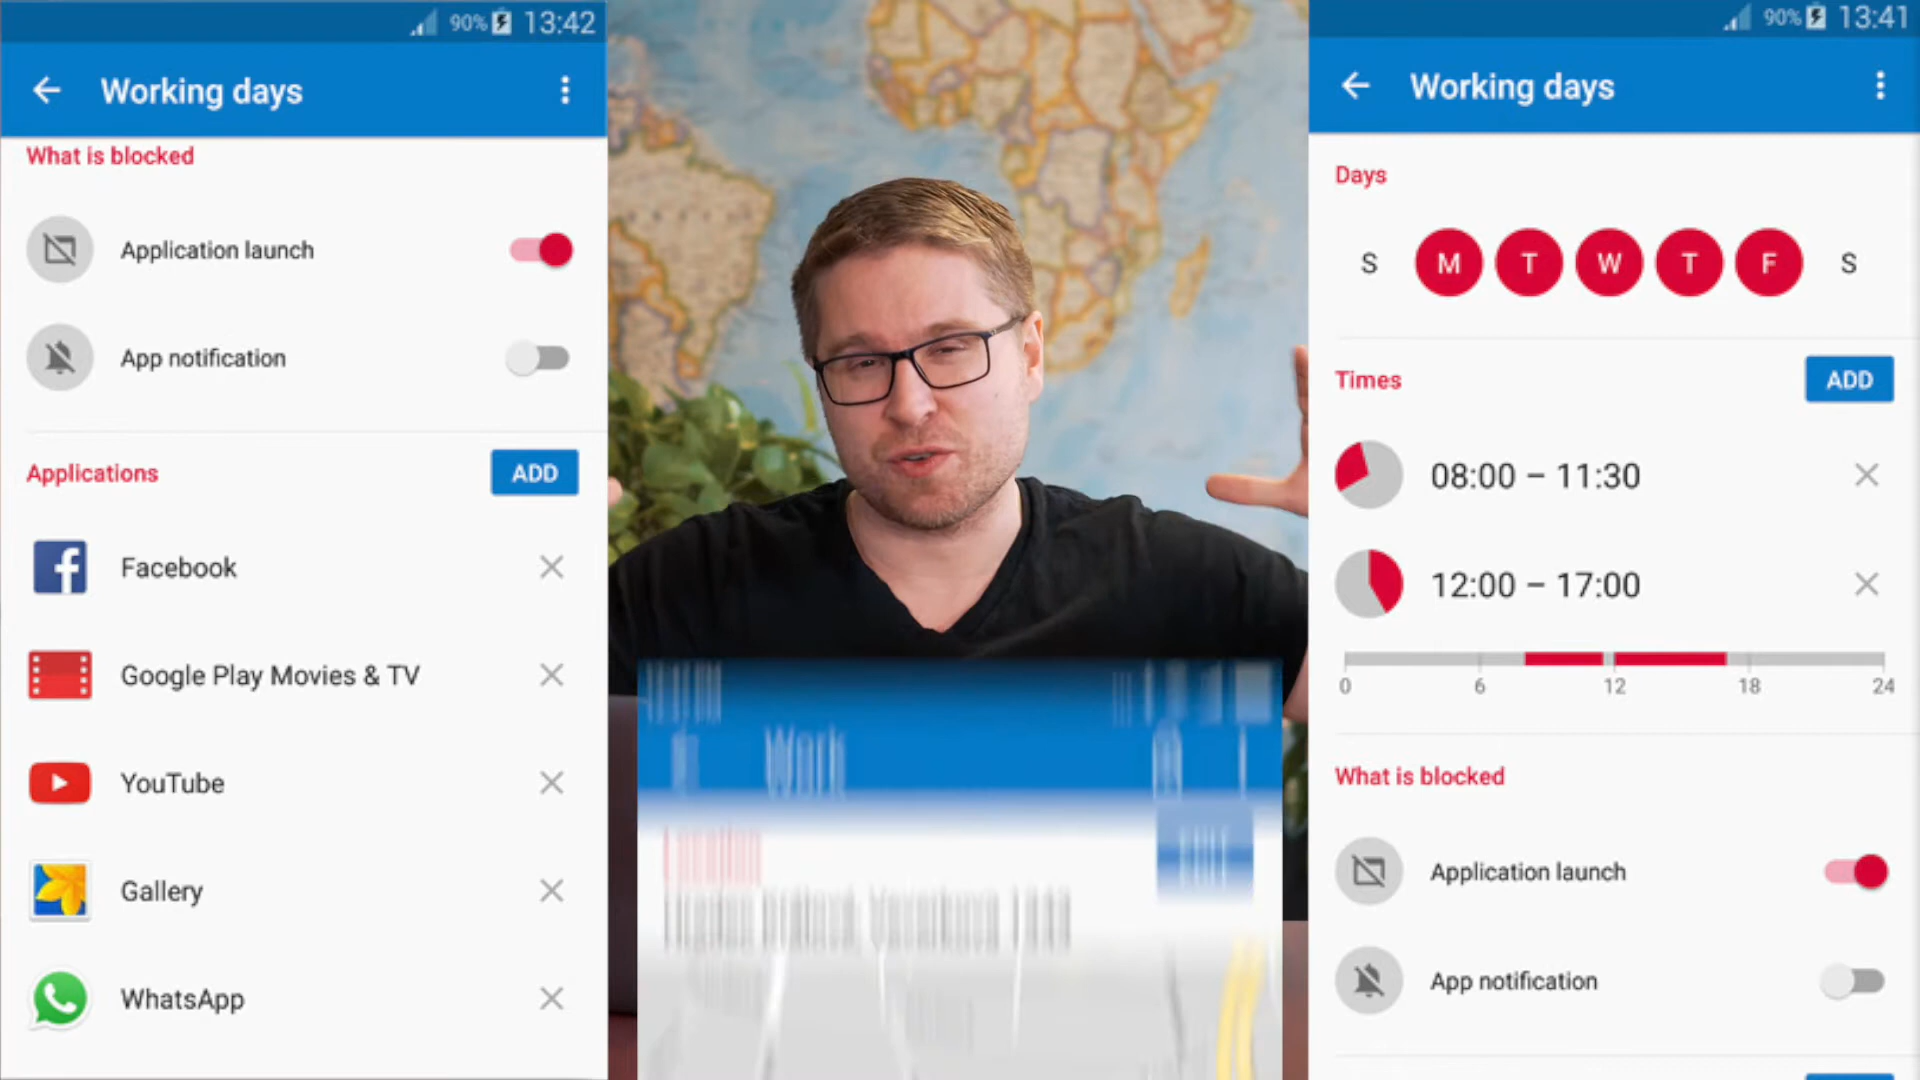 90% 13:42
Working days
What is blocked
Application launch
App notification
Applications
ADD
Facebook
Google Play Movies & TV
YouTube
Gallery
WhatsApp
Work
90% 13:41
Working days
Days
S M T W T F S
Times
ADD
08:00 – 11:30
12:00 – 17:00
0 6 12 18 24
What is blocked
Application launch
App notification